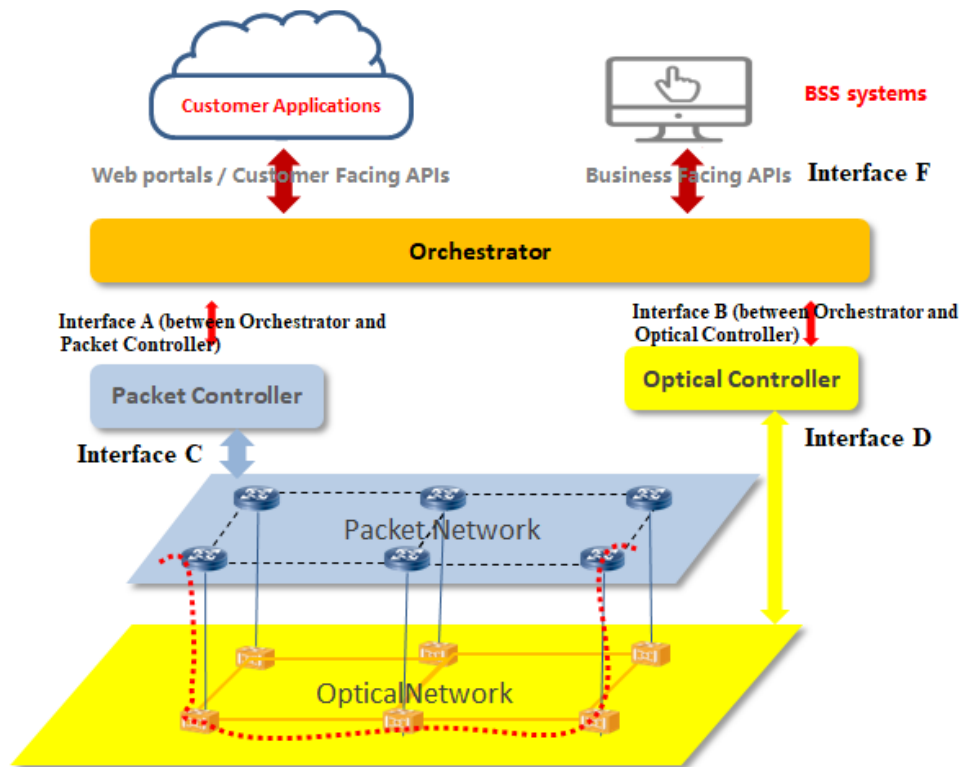 Customer Applications
BSS systems
Web portals / Customer Facing APIs
Business Facing APIs
Interface F
Orchestrator
Interface A (between Orchestrator and
Packet Controller)
Interface B (between Orchestrator and
Optical Controller)
Packet Controller
Optical Controller
Interface C
Interface D
Packet Network
OpticalNetwork